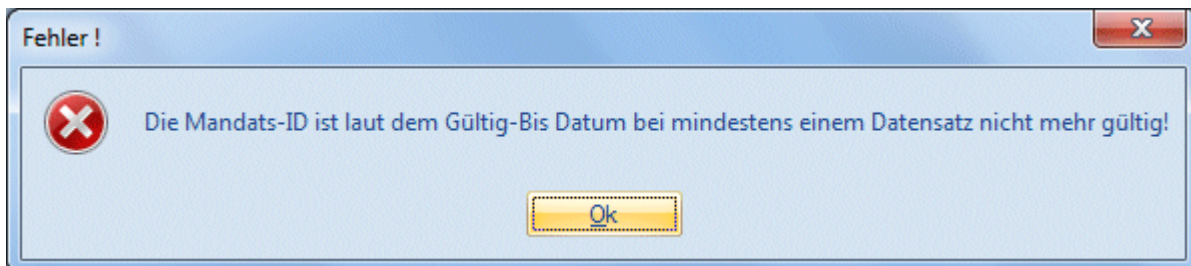 Fehler !
Die Mandats-ID ist laut dem Gültig-Bis Datum bei mindestens einem Datensatz nicht mehr gültig!
Ok